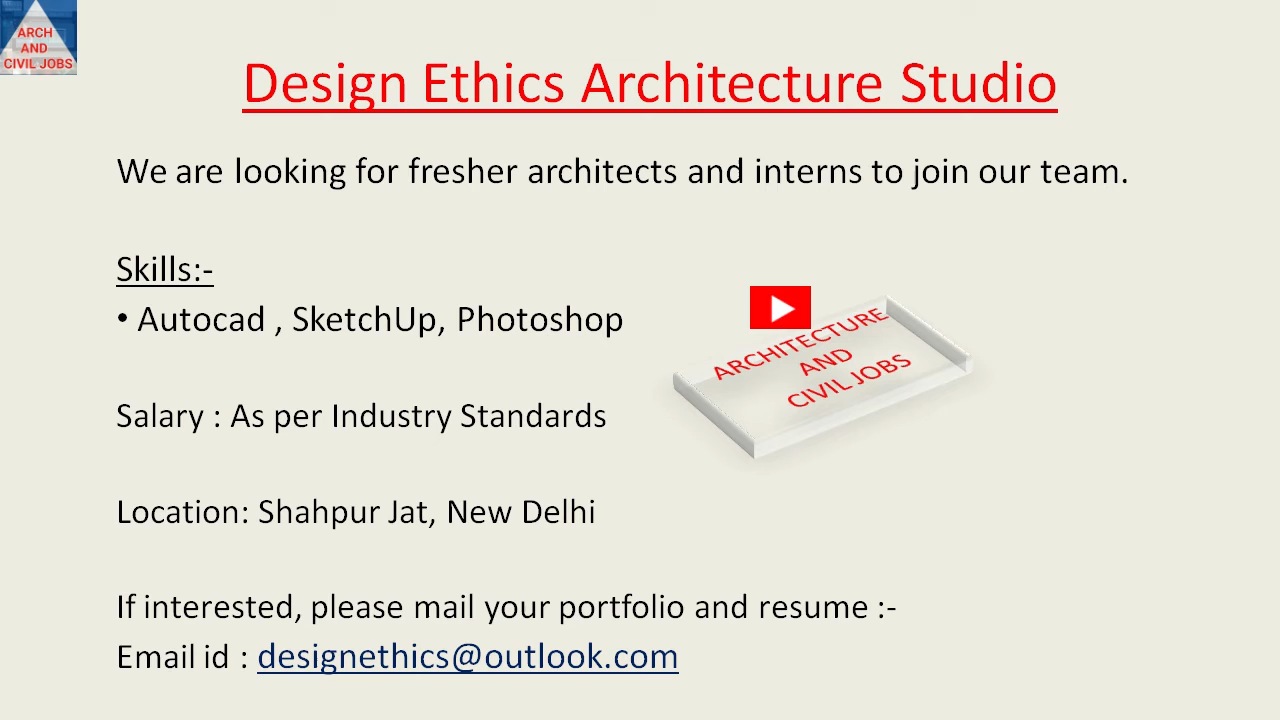 ARCH
AND
CIVIL JOBS
Design Ethics Architecture Studio
We are looking for fresher architects and interns to join our team.
Skills:-
• Autocad , SketchUp, Photoshop
ARCHITECTURE
AND
CIVIL JOBS
Salary : As per Industry Standards
Location: Shahpur Jat, New Delhi
If interested, please mail your portfolio and resume :-
Email id : designethics@outlook.com